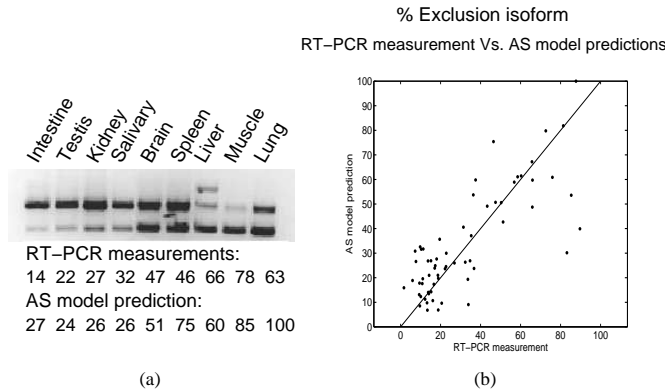 % Exclusion isoform
RT−PCR measurement Vs. AS model predictions
Intestine
Testis
Kidney
Salivary
Brain
Spleen
Liver
Muscle
Lung
RT−PCR measurements:
14 22 27 32 47 46 66 78 63
AS model prediction:
27 24 26 26 51 75 60 85 100
(a)
AS model prediction
100
90
80
70
60
50
40
30
20
10
0
0 20 40 60 80 100
RT−PCR measurement
(b)